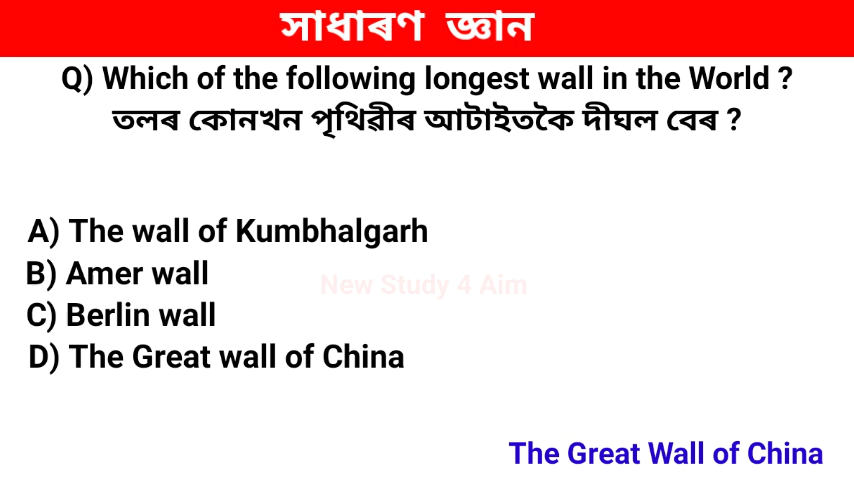 সাধাৰণ জ্ঞান
Q) Which of the following longest wall in the World ?
তলৰ কোনখন পৃথিৱীৰ আটাইতকৈ দীঘল বেৰ ?
A) The wall of Kumbhalgarh
B) Amer wall
New Study 4 Aim
C) Berlin wall
D) The Great wall of China
The Great Wall of China